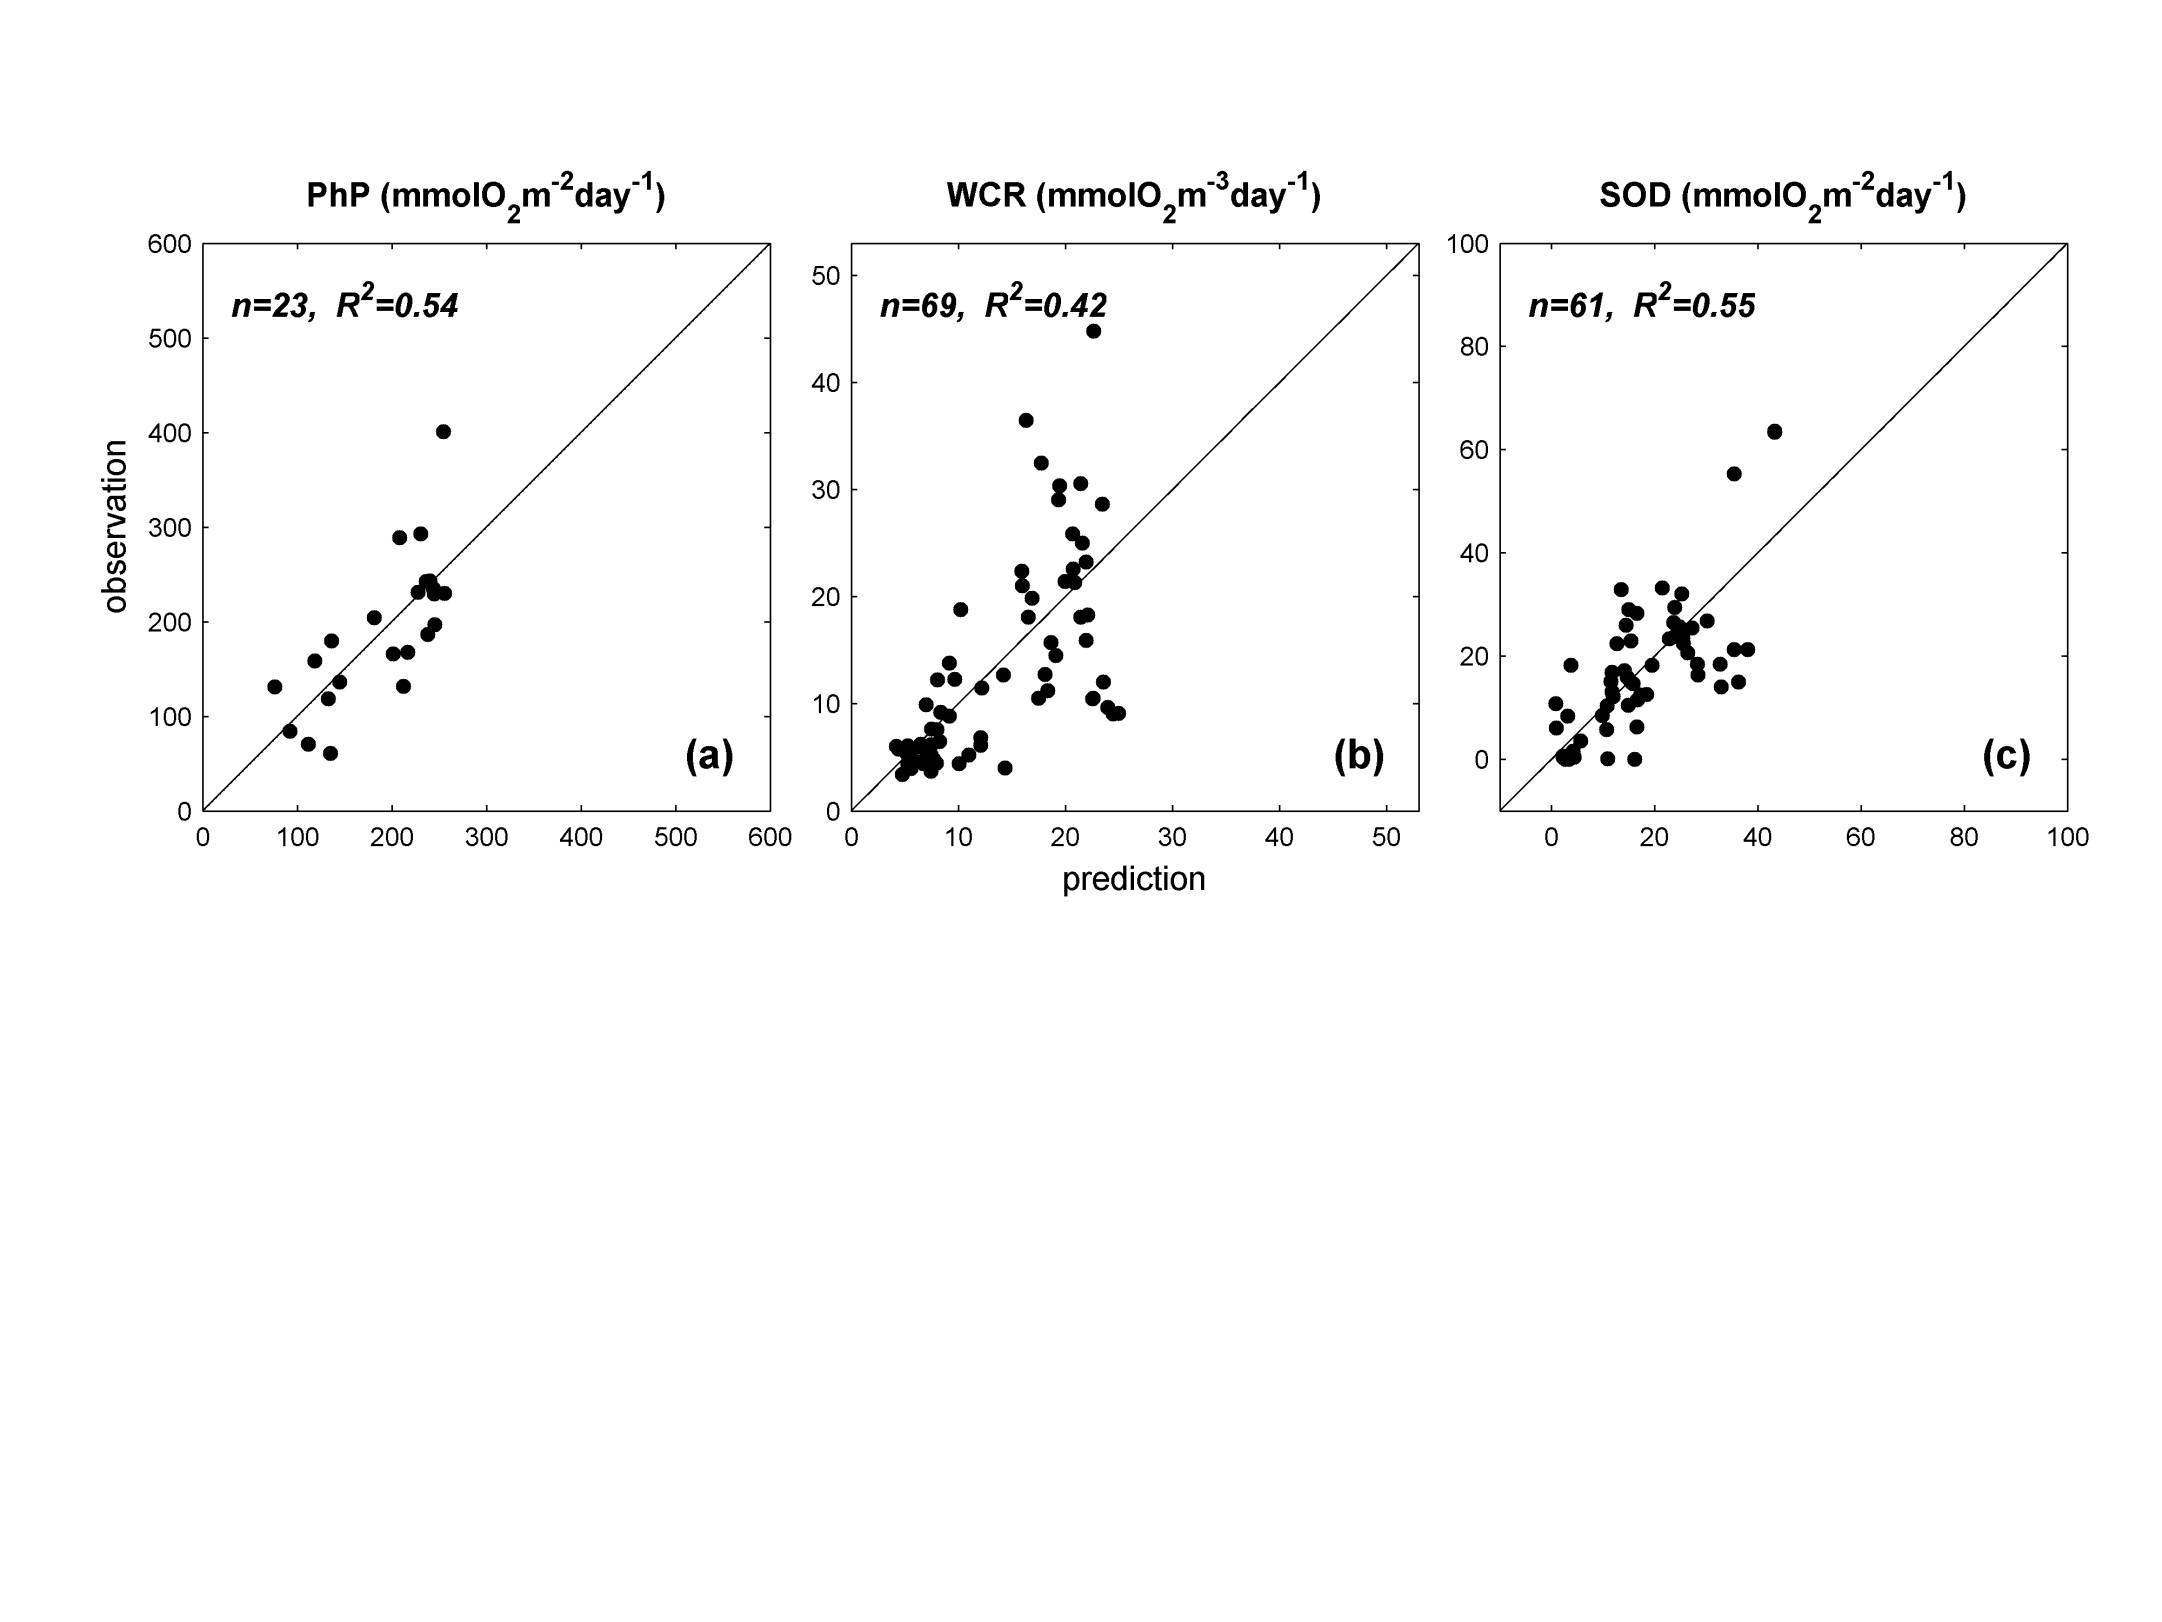 PhP (mmolO₂m⁻²day⁻¹)
600
500
400
300
200
100
0
0 100 200 300 400 500 600
observation
n=23, R²=0.54
(a)
WCR (mmolO₂m⁻³day⁻¹)
50
40
30
20
10
0
0 10 20 30 40 50
prediction
n=69, R²=0.42
(b)
SOD (mmolO₂m⁻²day⁻¹)
100
80
60
40
20
0
0 20 40 60 80 100
n=61, R²=0.55
(c)